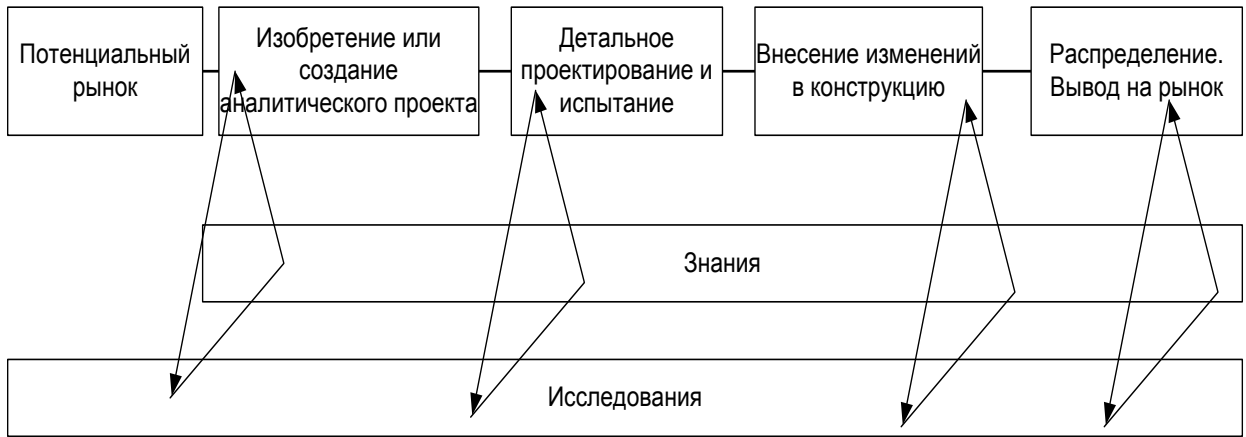 Потенциальный
рынок
Изобретение или
создание
аналитического проекта
Детальное
проектирование и
испытание
Внесение изменений
в конструкцию
Распределение.
Вывод на рынок
Знания
Исследования